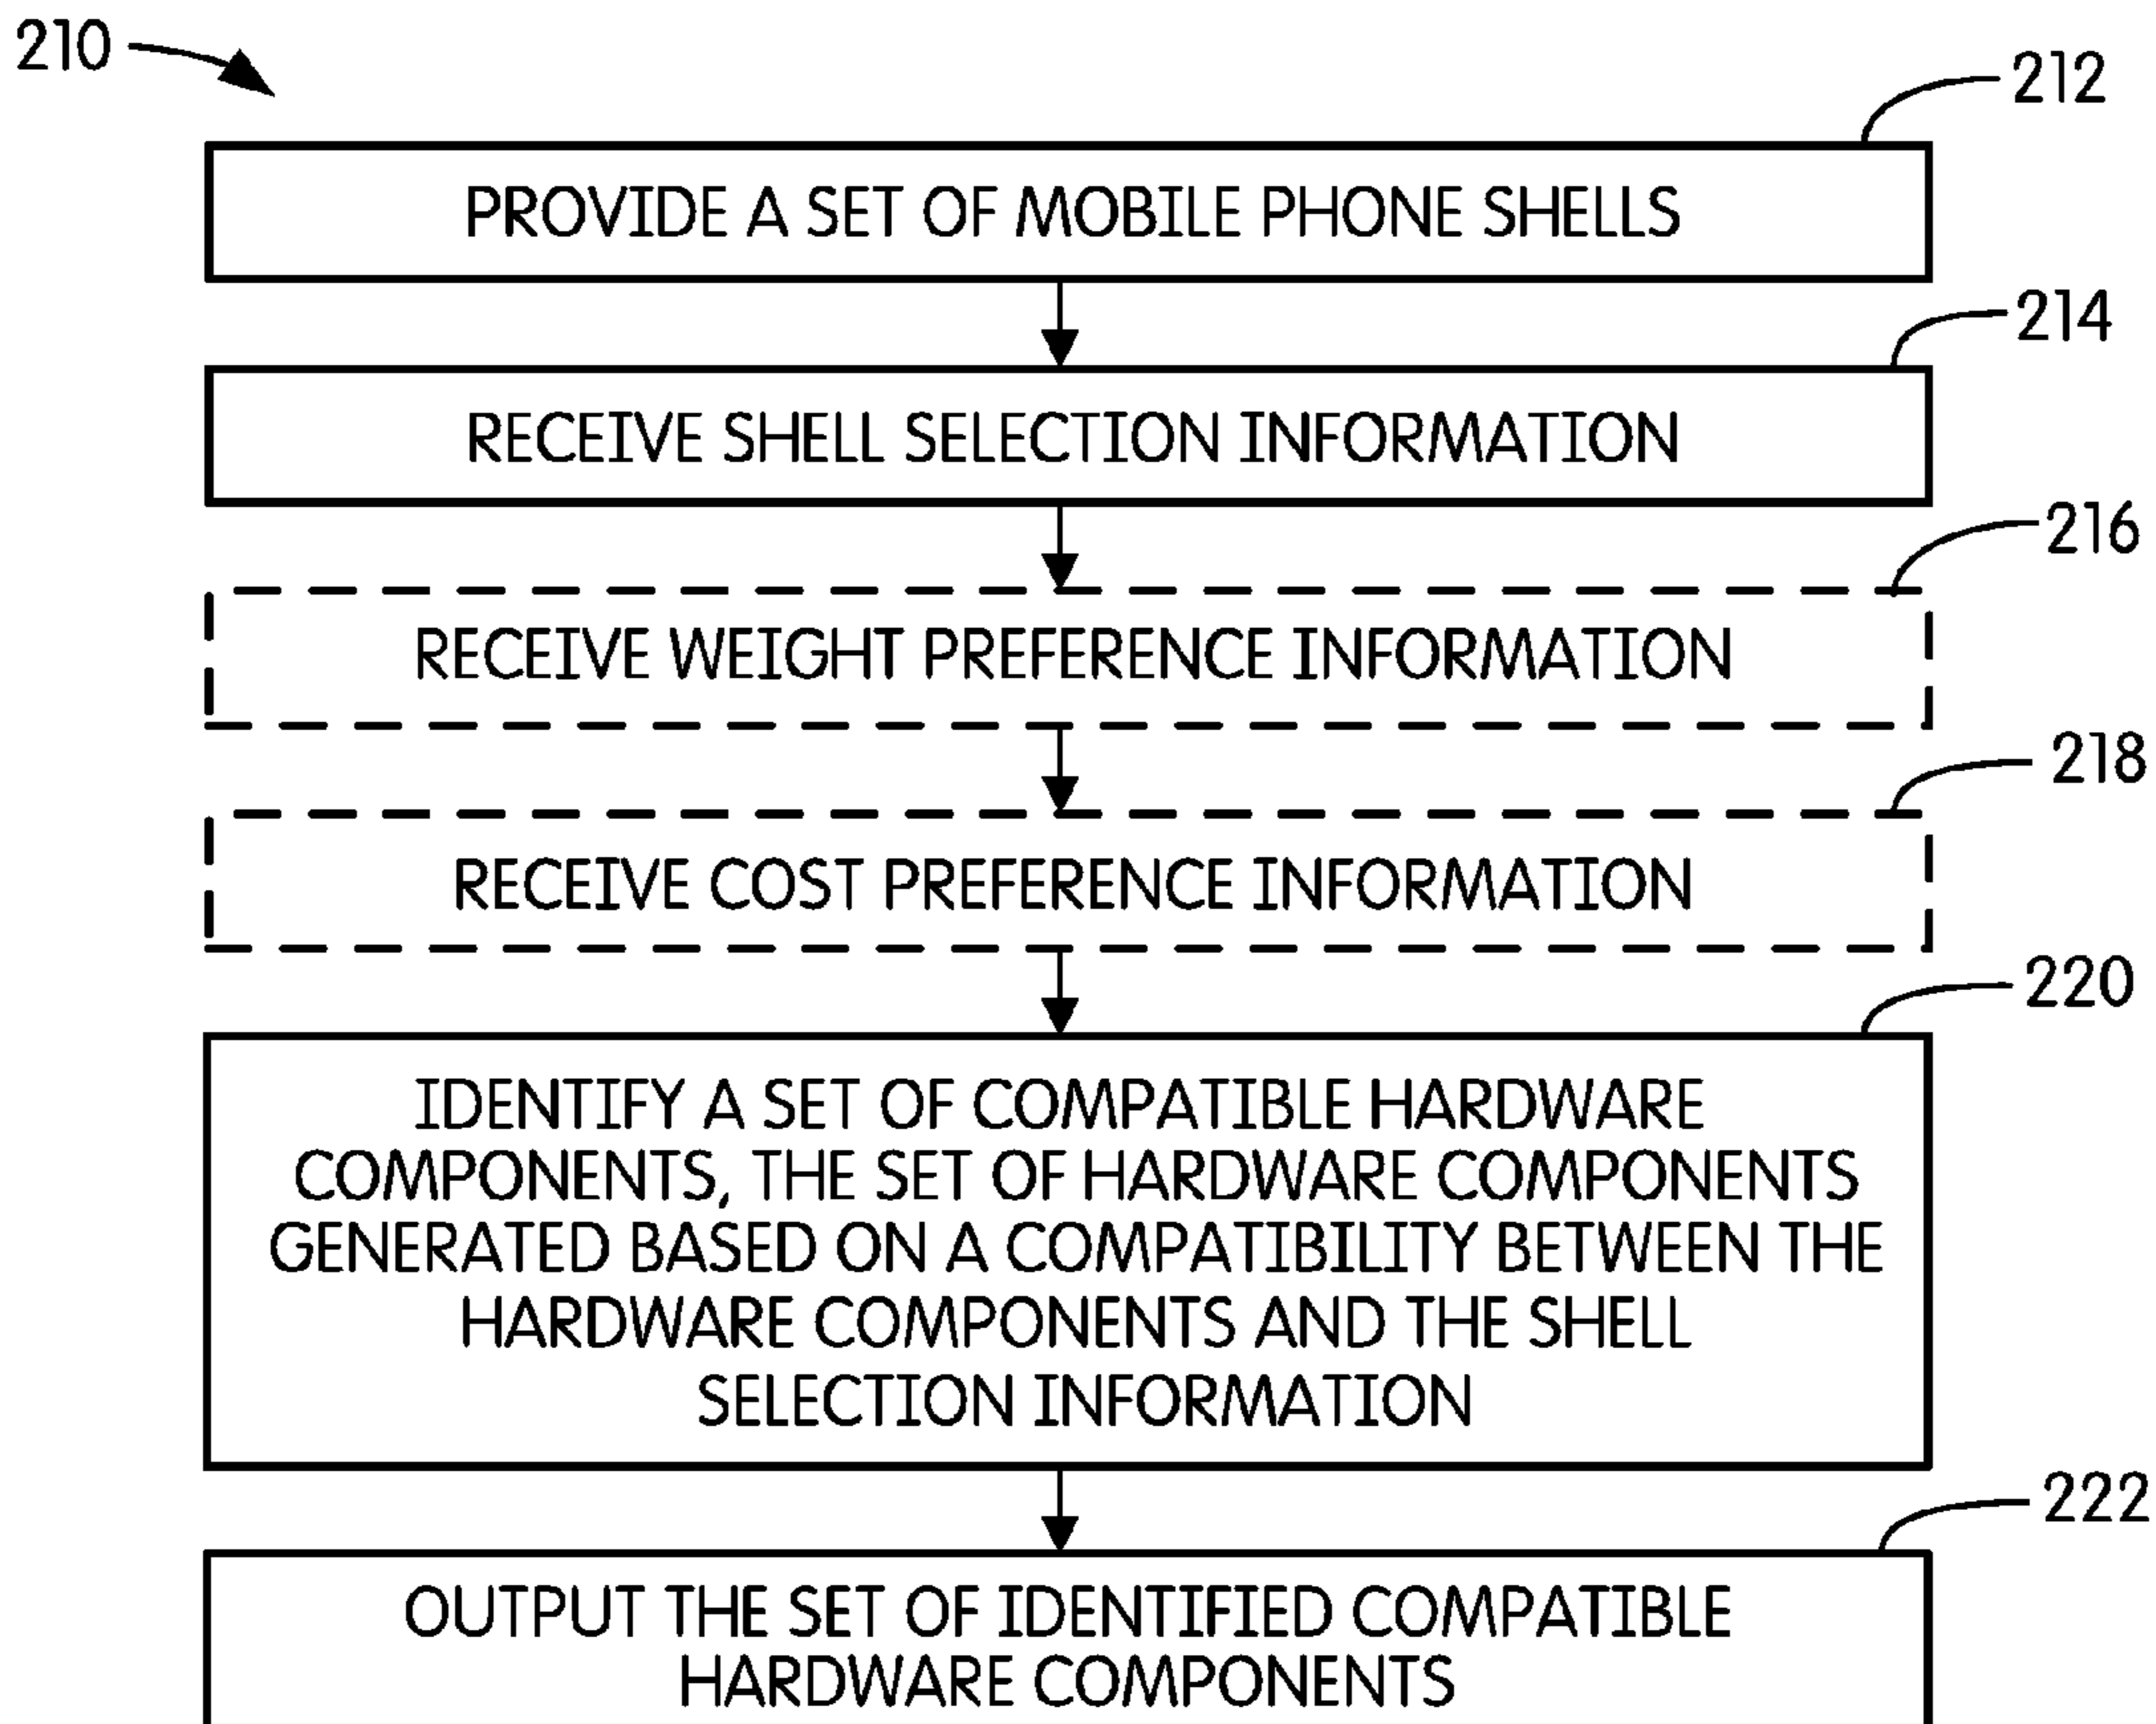 210
212
PROVIDE A SET OF MOBILE PHONE SHELLS
214
RECEIVE SHELL SELECTION INFORMATION
216
RECEIVE WEIGHT PREFERENCE INFORMATION
218
RECEIVE COST PREFERENCE INFORMATION
220
IDENTIFY A SET OF COMPATIBLE HARDWARE
COMPONENTS, THE SET OF HARDWARE COMPONENTS
GENERATED BASED ON A COMPATIBILITY BETWEEN THE
HARDWARE COMPONENTS AND THE SHELL
SELECTION INFORMATION
222
OUTPUT THE SET OF IDENTIFIED COMPATIBLE
HARDWARE COMPONENTS